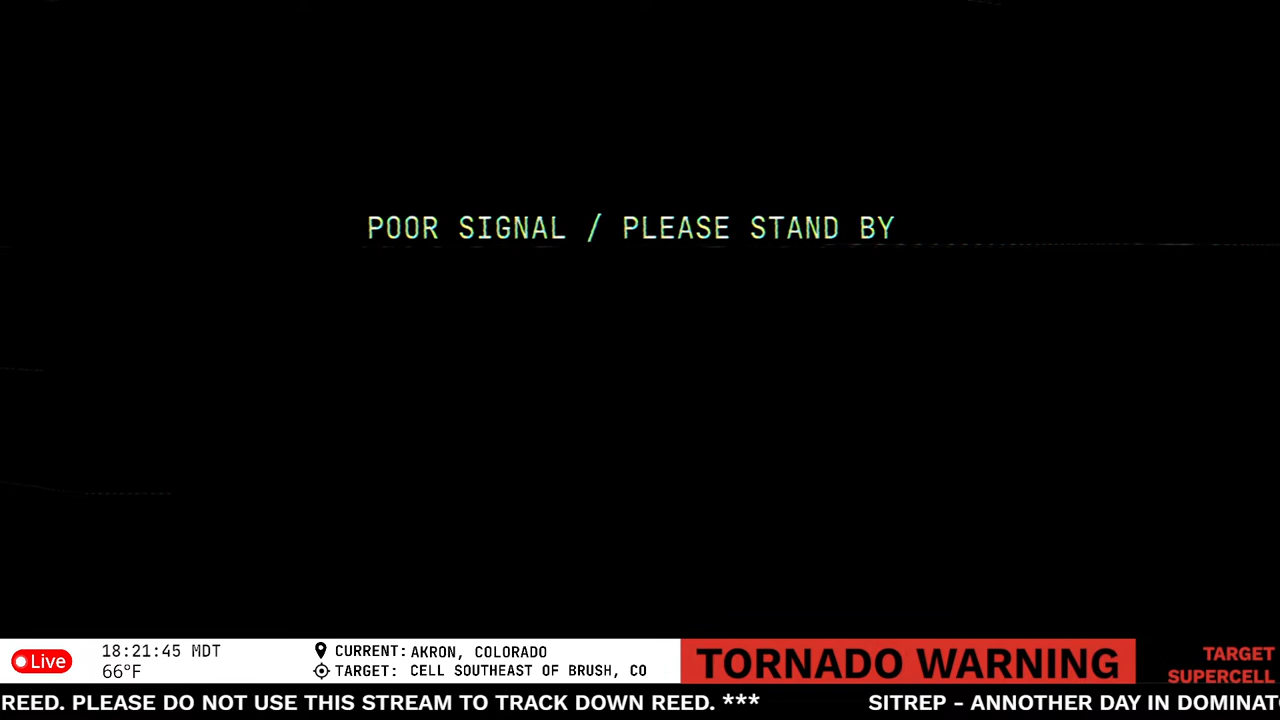 POOR SIGNAL / PLEASE STAND BY
Live
18:21:45 MDT
66°F
CURRENT: AKRON, COLORADO
TARGET: CELL SOUTHEAST OF BRUSH, CO
TORNADO WARNING
TARGET
SUPERCELL
REED. PLEASE DO NOT USE THIS STREAM TO TRACK DOWN REED. *** SITREP - ANNOTHER DAY IN DOMINAT